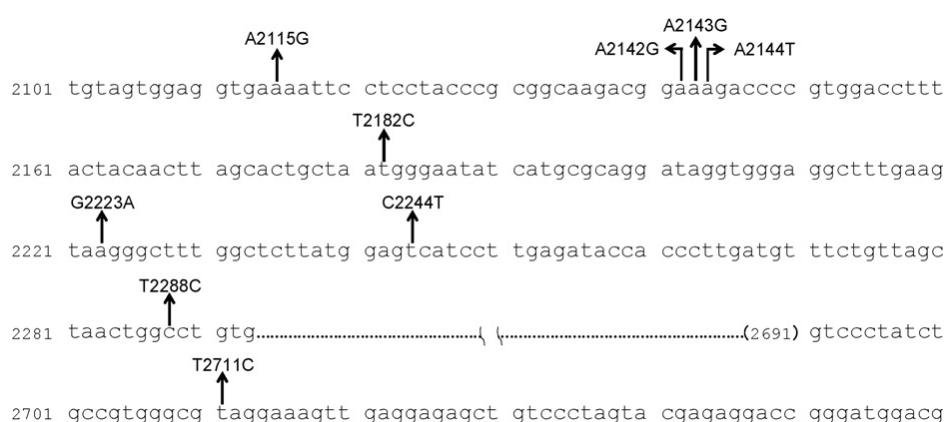 A2143G
A2115G
A2142G A2144T
2101 tgtagtggag gtgaaaattc ctcctacccg cggcaagacg gaaagacccc gtggaccttt
T2182C
2161 actacaactt agcactgcta atgggaatat catgcgcagg ataggtggga ggctttgaag
G2223A C2244T
2221 taagggcttt ggctcttatg gagtcatcct tgagatacca cccttgatgt ttctgttagc
T2288C
2281 taactggcct gtg (2691) gtccctatct
T2711C
2701 gccgtgggcg taggaaagtt gaggagagct gtccctagta cgagaggacc gggatggacg